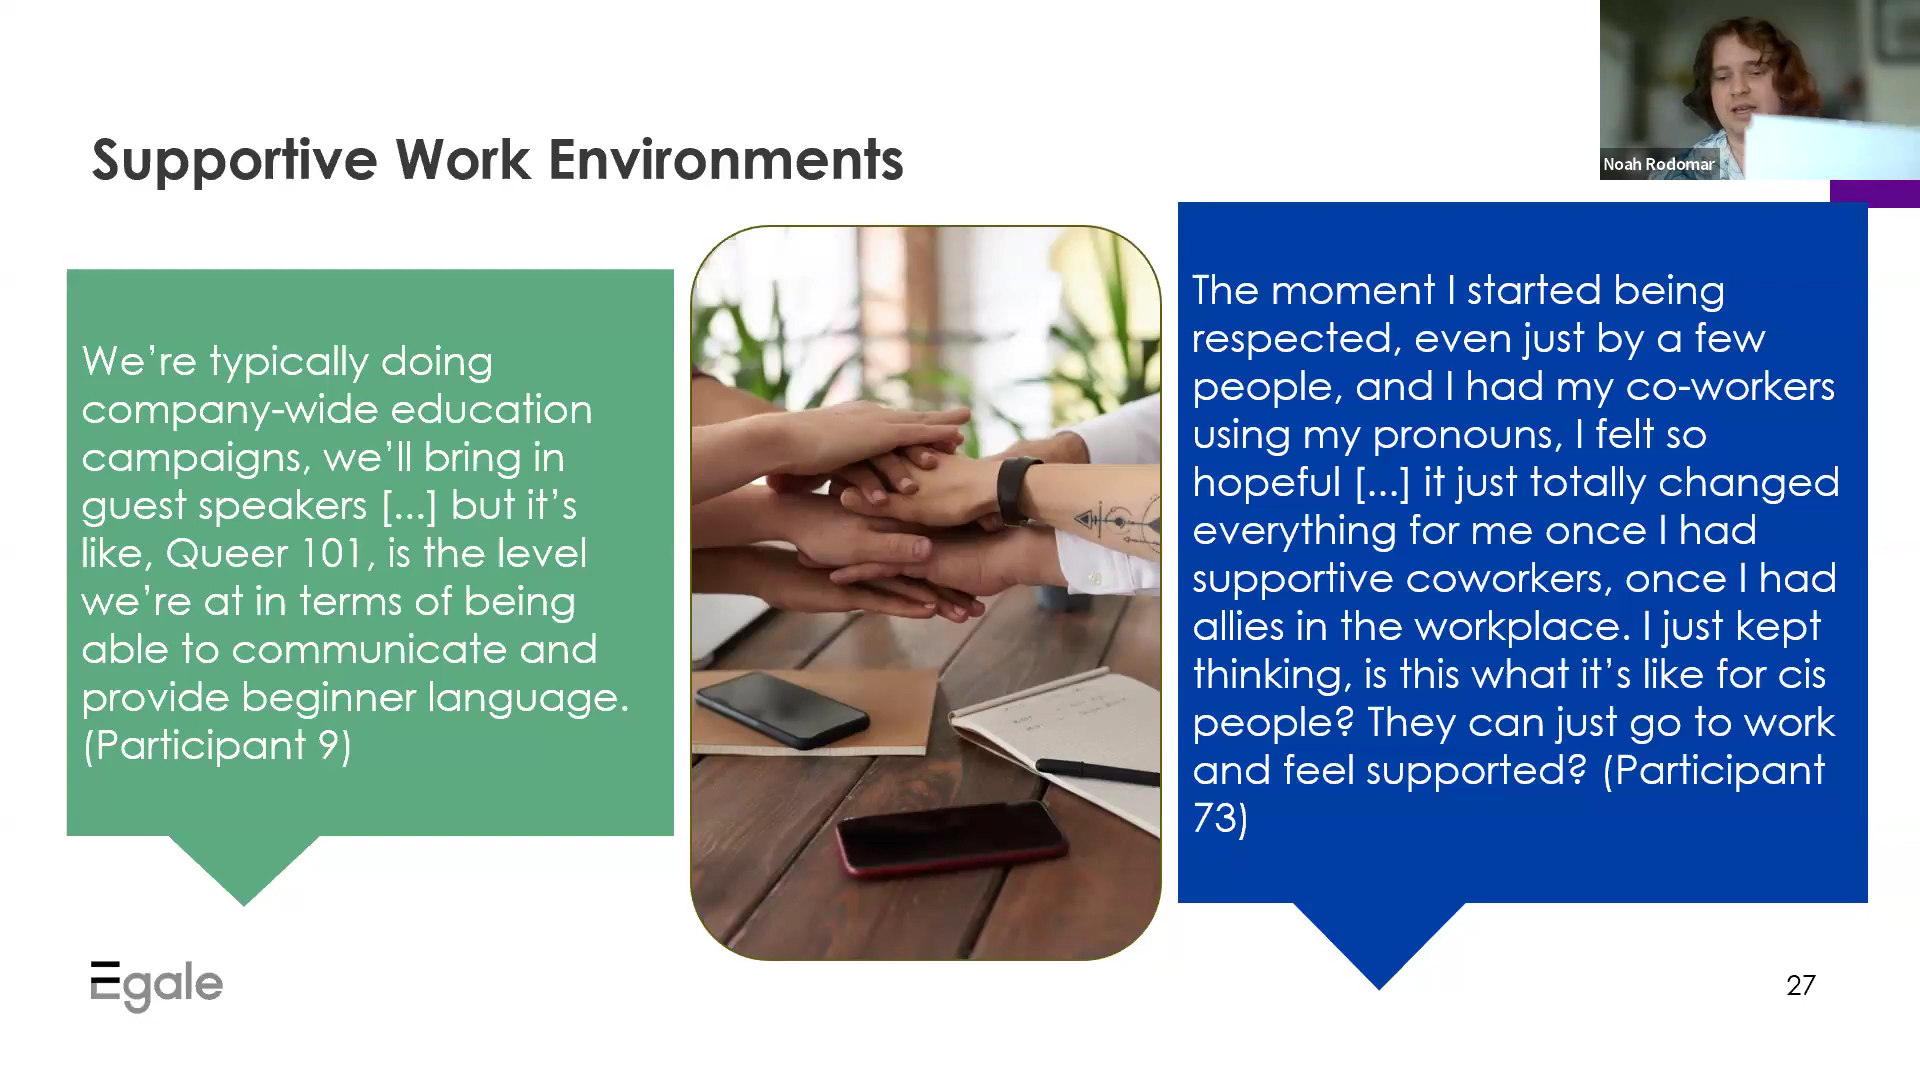 Noah Rodomar
Supportive Work Environments
We’re typically doing
company-wide education
campaigns, we’ll bring in
guest speakers [...] but it’s
like, Queer 101, is the level
we’re at in terms of being
able to communicate and
provide beginner language.
(Participant 9)
The moment I started being
respected, even just by a few
people, and I had my co-workers
using my pronouns, I felt so
hopeful [...] it just totally changed
everything for me once I had
supportive coworkers, once I had
allies in the workplace. I just kept
thinking, is this what it’s like for cis
people? They can just go to work
and feel supported? (Participant
73)
Egale
27